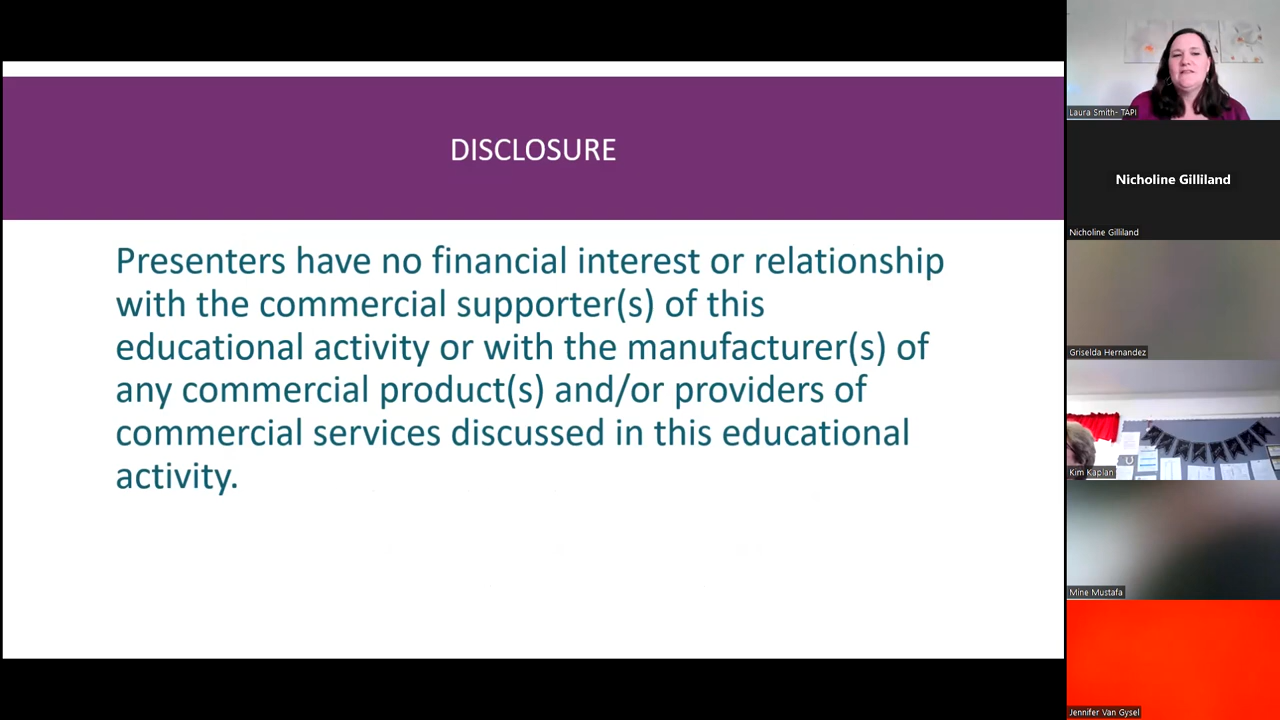 DISCLOSURE
Presenters have no financial interest or relationship
with the commercial supporter(s) of this
educational activity or with the manufacturer(s) of
any commercial product(s) and/or providers of
commercial services discussed in this educational
activity.
Laura Smith- TAPI
Nicholine Gilliland
Nicholine Gilliland
Griselda Hernandez
Kim Kaplan
Mine Mustafa
Jennifer Van Gysel